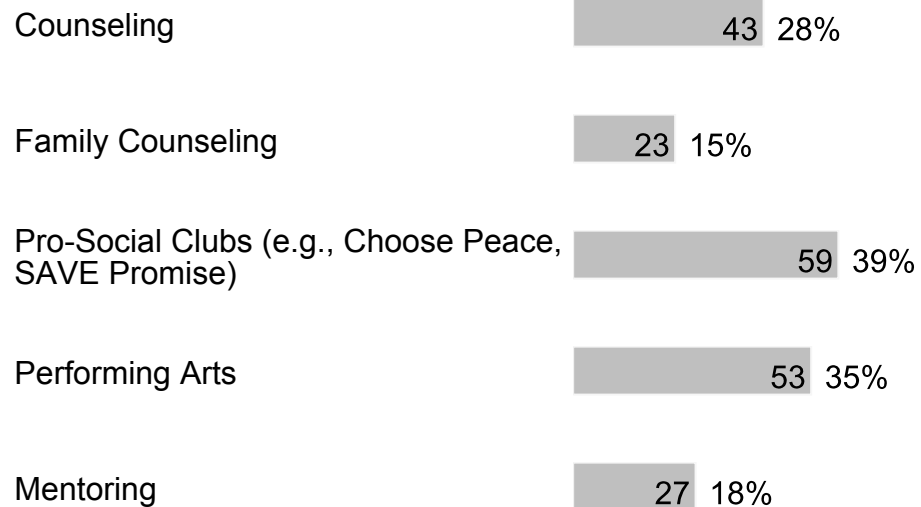 Counseling 43 28%
Family Counseling 23 15%
Pro-Social Clubs (e.g., Choose Peace,
SAVE Promise) 59 39%
Performing Arts 53 35%
Mentoring 27 18%